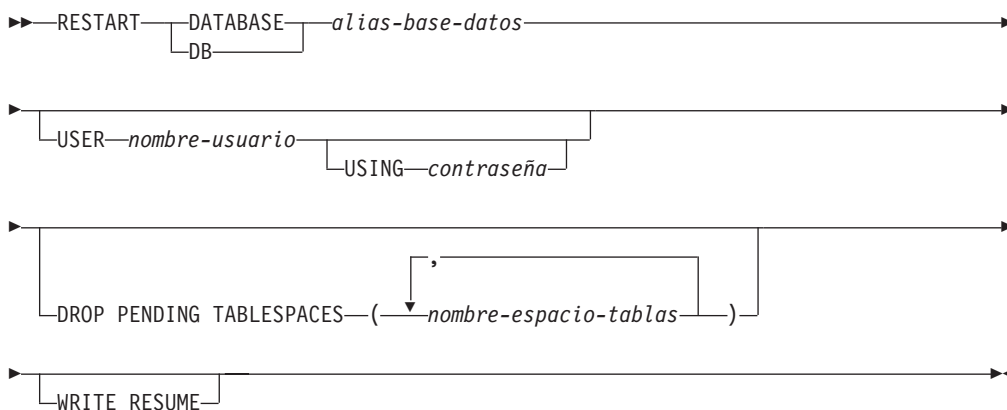 RESTART DATABASE alias-base-datos
DB
USER nombre-usuario
USING contraseña
,
DROP PENDING TABLESPACES ( nombre-espacio-tablas )
WRITE RESUME